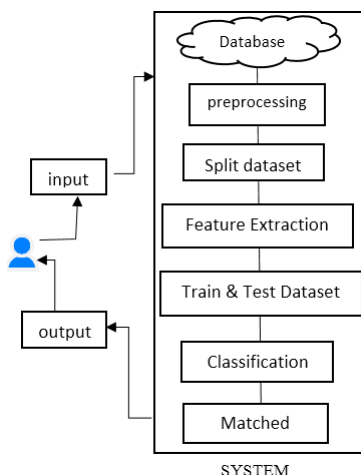 Database
preprocessing
Split dataset
input
Feature Extraction
Train & Test Dataset
output
Classification
Matched
SYSTEM